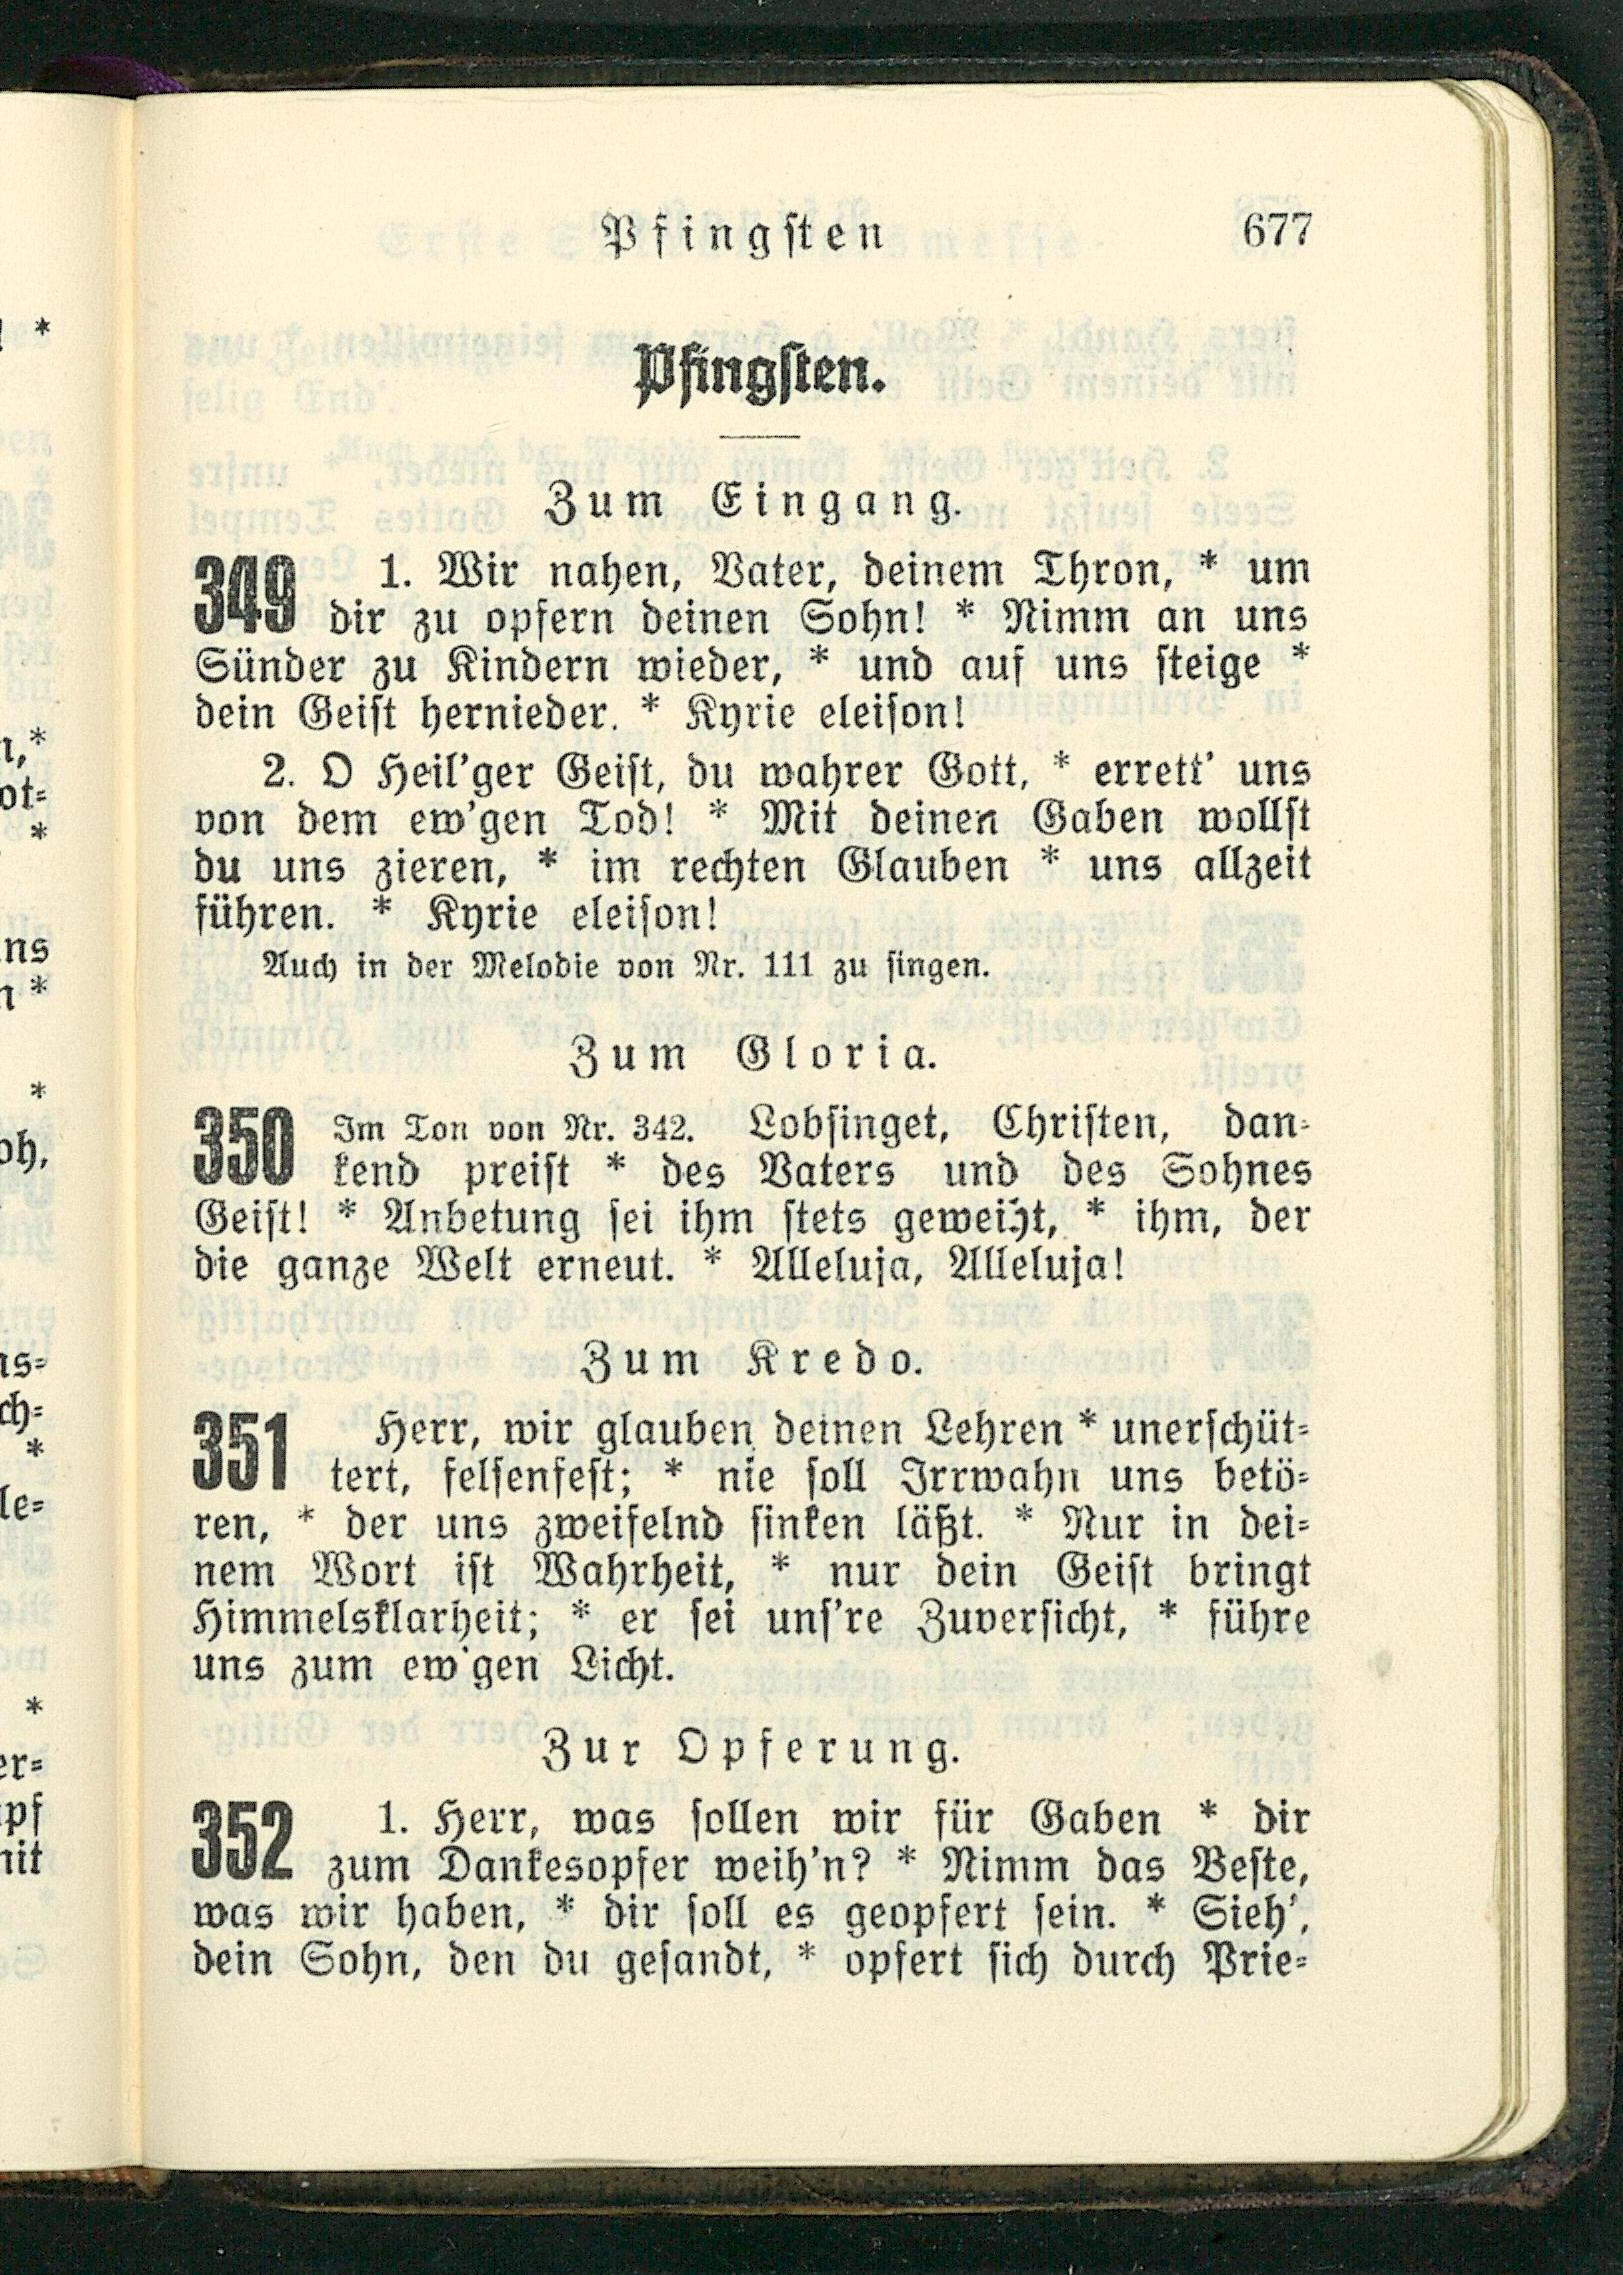 Pfingsten 677
Pfingsten.
Zum Eingang.
349 1. Wir nahen, Vater, deinem Thron, * um
dir zu opfern deinen Sohn! * Nimm an uns
Sünder zu Kindern wieder, * und auf uns steige *
dein Geist hernieder. * Kyrie eleison!
2. O Heil'ger Geist, du wahrer Gott, * errett' uns
von dem ew'gen Tod! * Mit deinen Gaben wollst
du uns zieren, * im rechten Glauben * uns allzeit
führen. * Kyrie eleison!
Auch in der Melodie von Nr. 111 zu singen.
Zum Gloria.
350 Im Ton von Nr. 342. Lobsinget, Christen, dan-
kend preist * des Vaters und des Sohnes
Geist! * Anbetung sei ihm stets geweiht, * ihm, der
die ganze Welt erneut. * Alleluja, Alleluja!
Zum Kredo.
351 Herr, wir glauben deinen Lehren * unerschüt-
tert, felsenfest; * nie soll Irrwahn uns betö-
ren, * der uns zweifelnd sinken läßt. * Nur in dei-
nem Wort ist Wahrheit, * nur dein Geist bringt
Himmelsklarheit; * er sei uns're Zuversicht, * führe
uns zum ew'gen Licht.
Zur Opferung.
352 1. Herr, was sollen wir für Gaben * dir
zum Dankesopfer weih'n? * Nimm das Beste,
was wir haben, * dir soll es geopfert sein. * Sieh',
dein Sohn, den du gesandt, * opfert sich durch Prie-